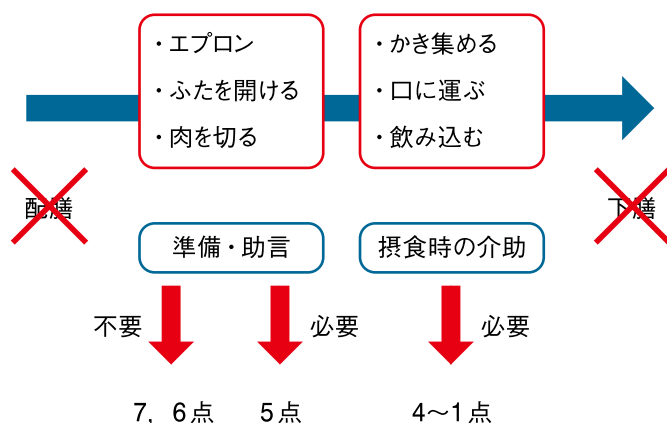 ・エプロン
・ふたを開ける
・肉を切る
・かき集める
・口に運ぶ
・飲み込む
配膳
下膳
準備・助言
摂食時の介助
不要
必要
必要
7，6点
5点
4〜1点